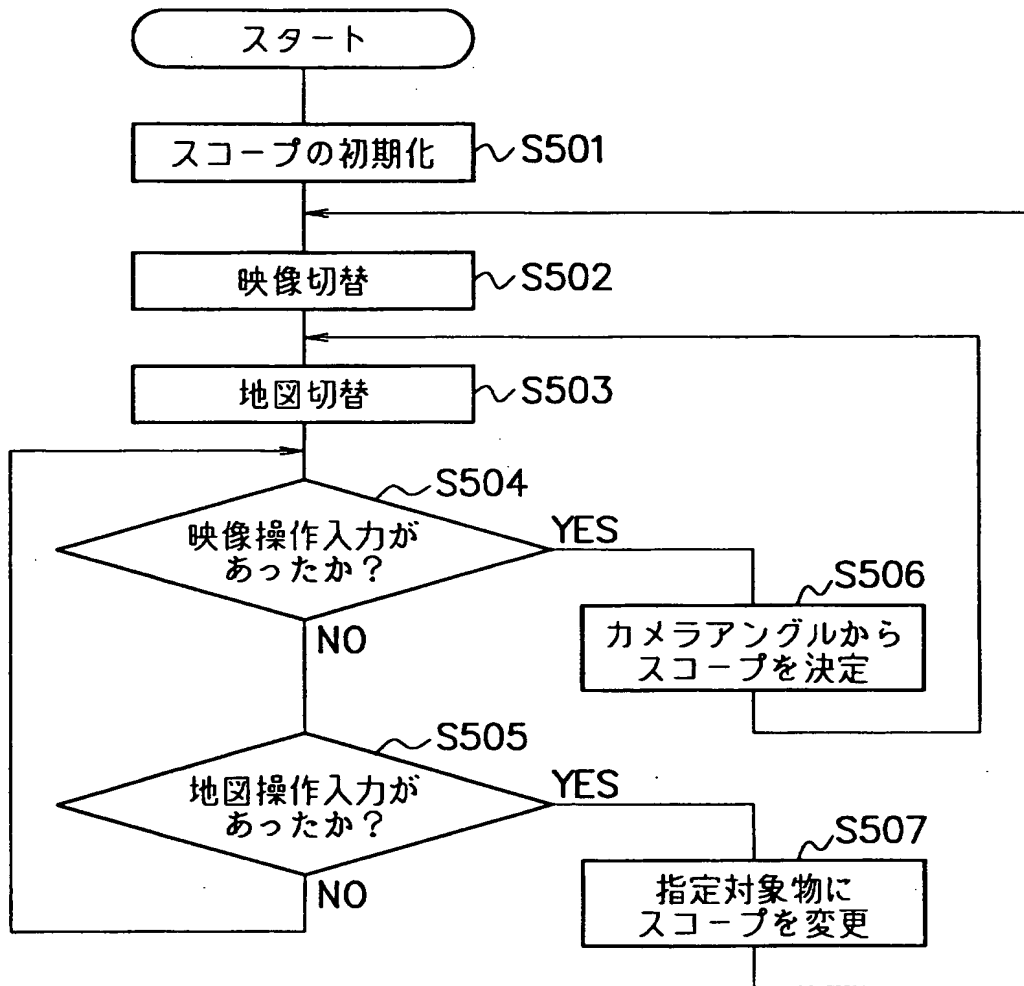 スタート
スコープの初期化
S501
映像切替
S502
地図切替
S503
S504
映像操作入力が
あったか?
YES
NO
S506
カメラアングルから
スコープを決定
S505
地図操作入力が
あったか?
YES
NO
S507
指定対象物に
スコープを変更